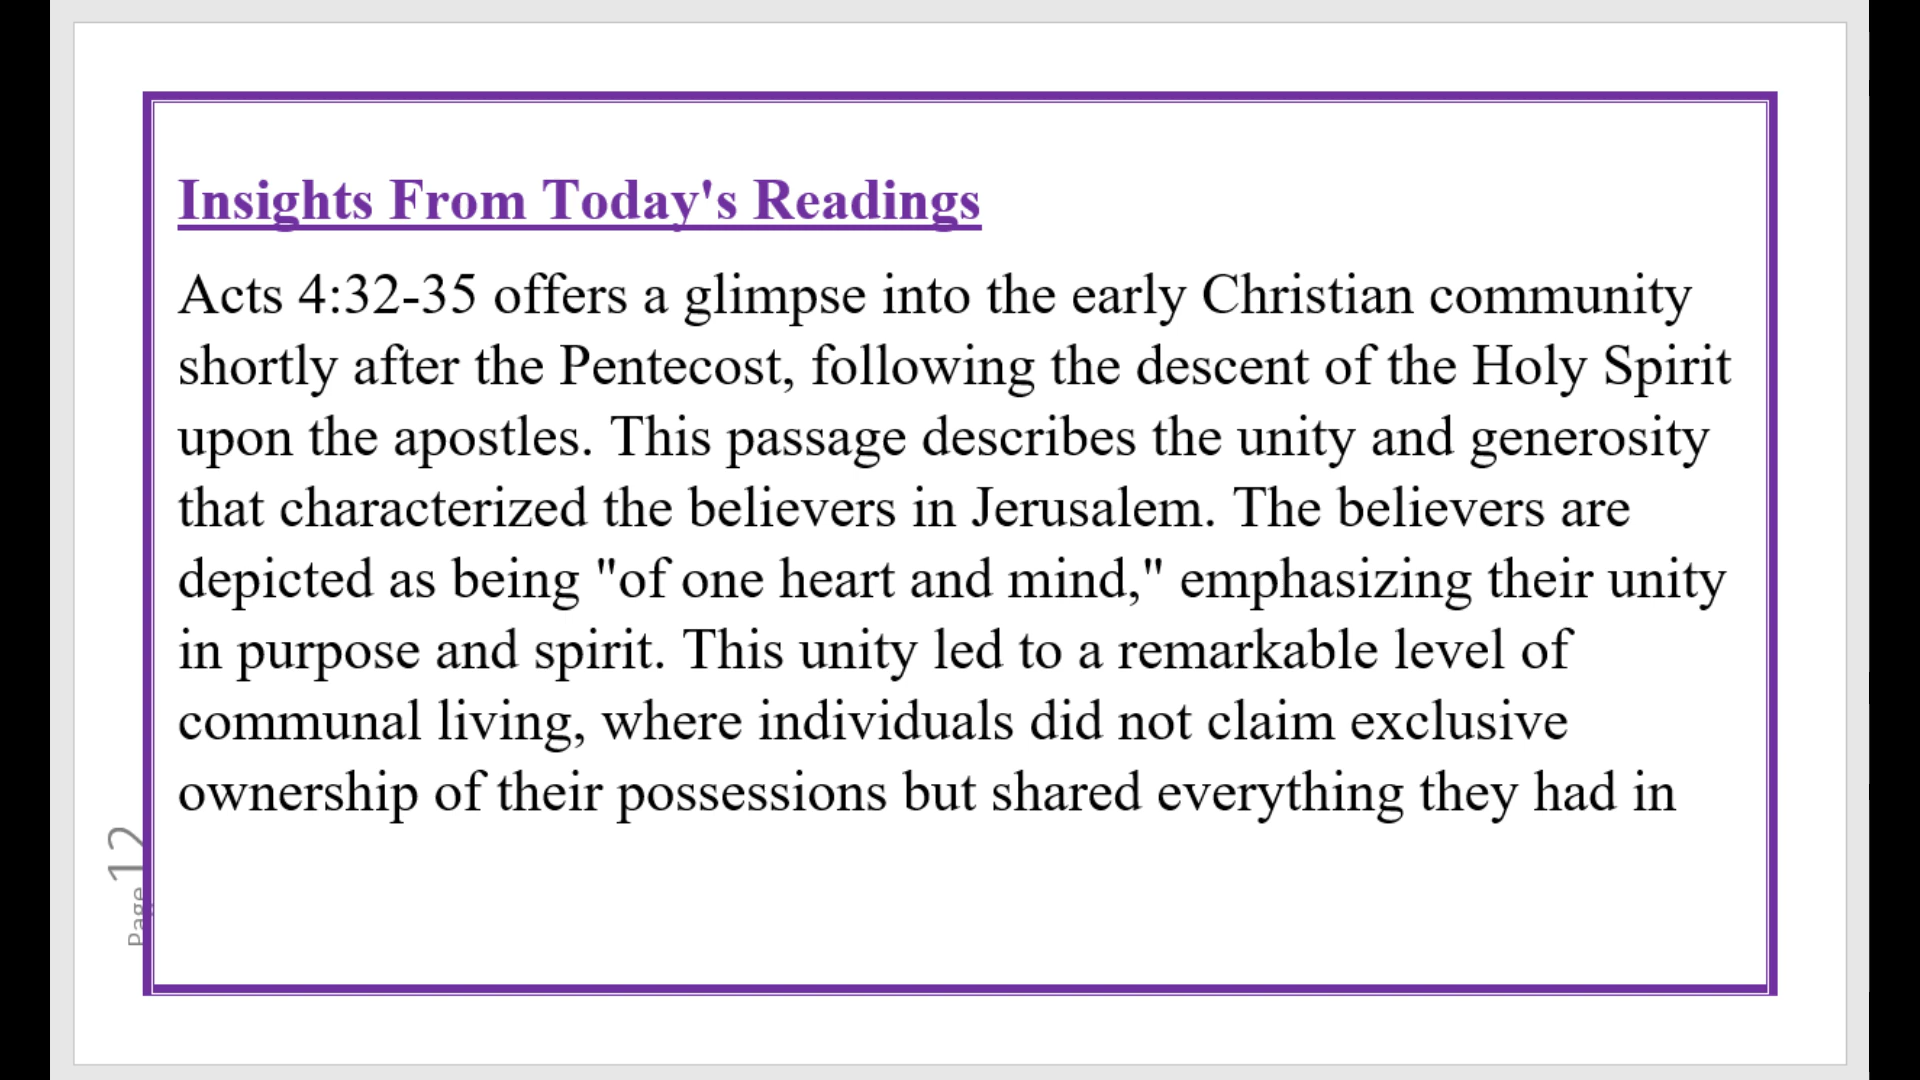 Insights From Today's Readings
Acts 4:32-35 offers a glimpse into the early Christian community
shortly after the Pentecost, following the descent of the Holy Spirit
upon the apostles. This passage describes the unity and generosity
that characterized the believers in Jerusalem. The believers are
depicted as being "of one heart and mind," emphasizing their unity
in purpose and spirit. This unity led to a remarkable level of
communal living, where individuals did not claim exclusive
ownership of their possessions but shared everything they had in
Page 12